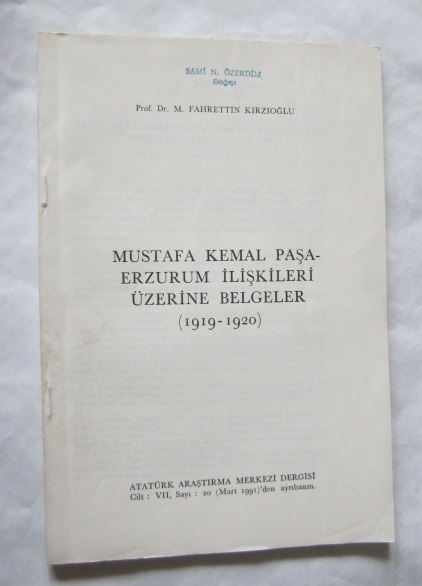 SAMİ N. ÖZERDİM
Bağışı
Prof. Dr. M. FAHRETTİN KIRZIOĞLU
MUSTAFA KEMAL PAŞA-
ERZURUM İLİŞKİLERİ
ÜZERİNE BELGELER
(1919-1920)
ATATÜRK ARAŞTIRMA MERKEZİ DERGİSİ
Cilt : VII, Sayı : 20 (Mart 1991)'den ayrıbasım.